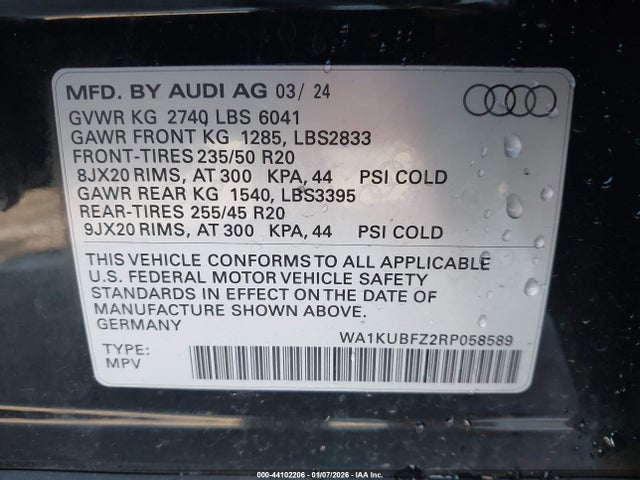 MFD. BY AUDI AG 03/ 24
GVWR KG 2740 LBS 6041
GAWR FRONT KG 1285, LBS2833
FRONT-TIRES 235/50 R20
8JX20 RIMS, AT 300 KPA, 44 PSI COLD
GAWR REAR KG 1540, LBS3395
REAR-TIRES 255/45 R20
9JX20 RIMS, AT 300 KPA, 44 PSI COLD
THIS VEHICLE CONFORMS TO ALL APPLICABLE
U.S. FEDERAL MOTOR VEHICLE SAFETY
STANDARDS IN EFFECT ON THE DATE OF
MANUFACTURE SHOWN ABOVE.
GERMANY
WA1KUBFZ2RP058589
TYPE:
MPV
000-44102206 - 01/07/2026 - IAA Inc.